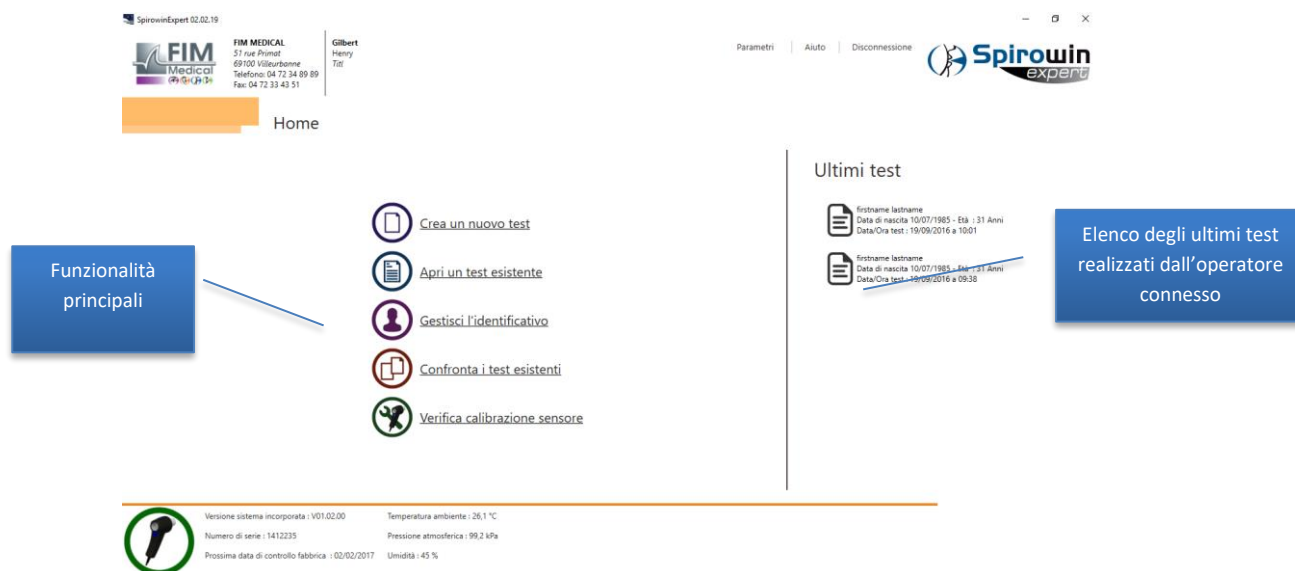 SpirowinExpert 02.02.19
FIM
Medical
FIM MEDICAL
51 rue Primat
69100 Villeurbanne
Telefono: 04 72 34 89 89
Fax: 04 72 33 43 51
Gilbert
Henry
Titi
Parametri
Aiuto
Disconnessione
Spirowin
expert
Home
Ultimi test
Crea un nuovo test
Apri un test esistente
Gestisci l'identificativo
Confronta i test esistenti
Verifica calibrazione sensore
firstname lastname
Data di nascita 10/07/1985 - Età : 31 Anni
Data/Ora test : 19/09/2016 a 10:01
firstname lastname
Data di nascita 10/07/1985 - Età : 31 Anni
Data/Ora test : 19/09/2016 a 09:38
Funzionalità
principali
Elenco degli ultimi test
realizzati dall’operatore
connesso
Versione sistema incorporata : V01.02.00
Numero di serie : 1412235
Prossima data di controllo fabbrica : 02/02/2017
Temperatura ambiente : 26,1 °C
Pressione atmosferica : 99,2 kPa
Umidità : 45 %